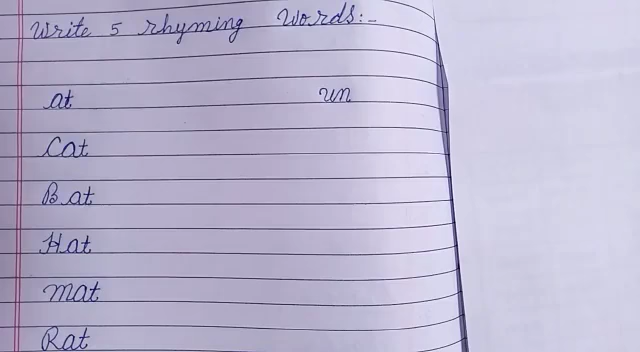 Write 5 rhyming Words:-
at un
Cat
Bat
Hat
mat
Rat